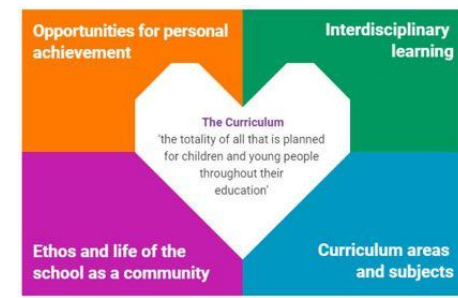 Opportunities for personal
achievement
Interdisciplinary
learning
The Curriculum
'the totality of all that is planned
for children and young people
throughout their
education'
Ethos and life of the
school as a community
Curriculum areas
and subjects